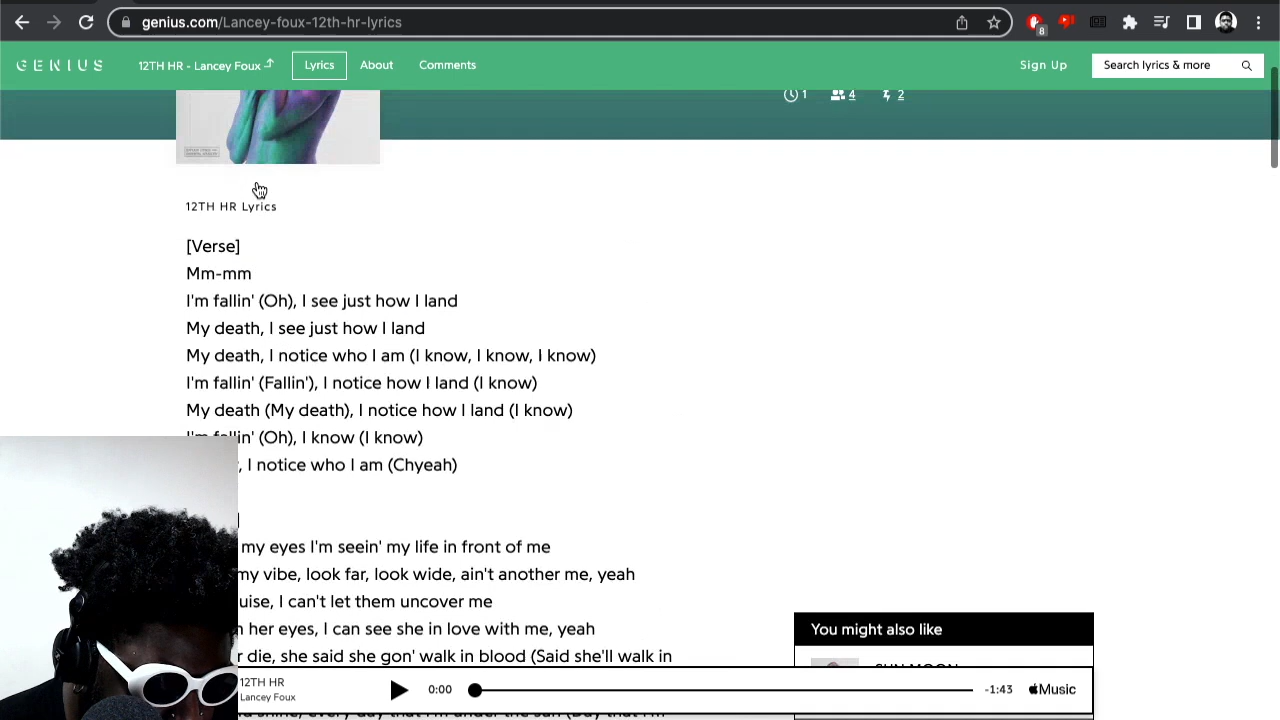 genius.com/Lancey-foux-12th-hr-lyrics
8
GENIUS
12TH HR - Lancey Foux
Lyrics
About
Comments
Sign Up
Search lyrics & more
1
4
2
12TH HR Lyrics
[Verse]
Mm-mm
I'm fallin' (Oh), I see just how I land
My death, I see just how I land
My death, I notice who I am (I know, I know, I know)
I'm fallin' (Fallin'), I notice how I land (I know)
My death (My death), I notice how I land (I know)
(Oh), I know (I know)
, I notice who I am (Chyeah)
]
my eyes I'm seein' my life in front of me
my vibe, look far, look wide, ain't another me, yeah
I can't let them uncover me
her eyes, I can see she in love with me, yeah
die, she said she gon' walk in blood (Said she'll walk in
You might also like
12TH HR
Lancey Foux
0:00
-1:43
Music